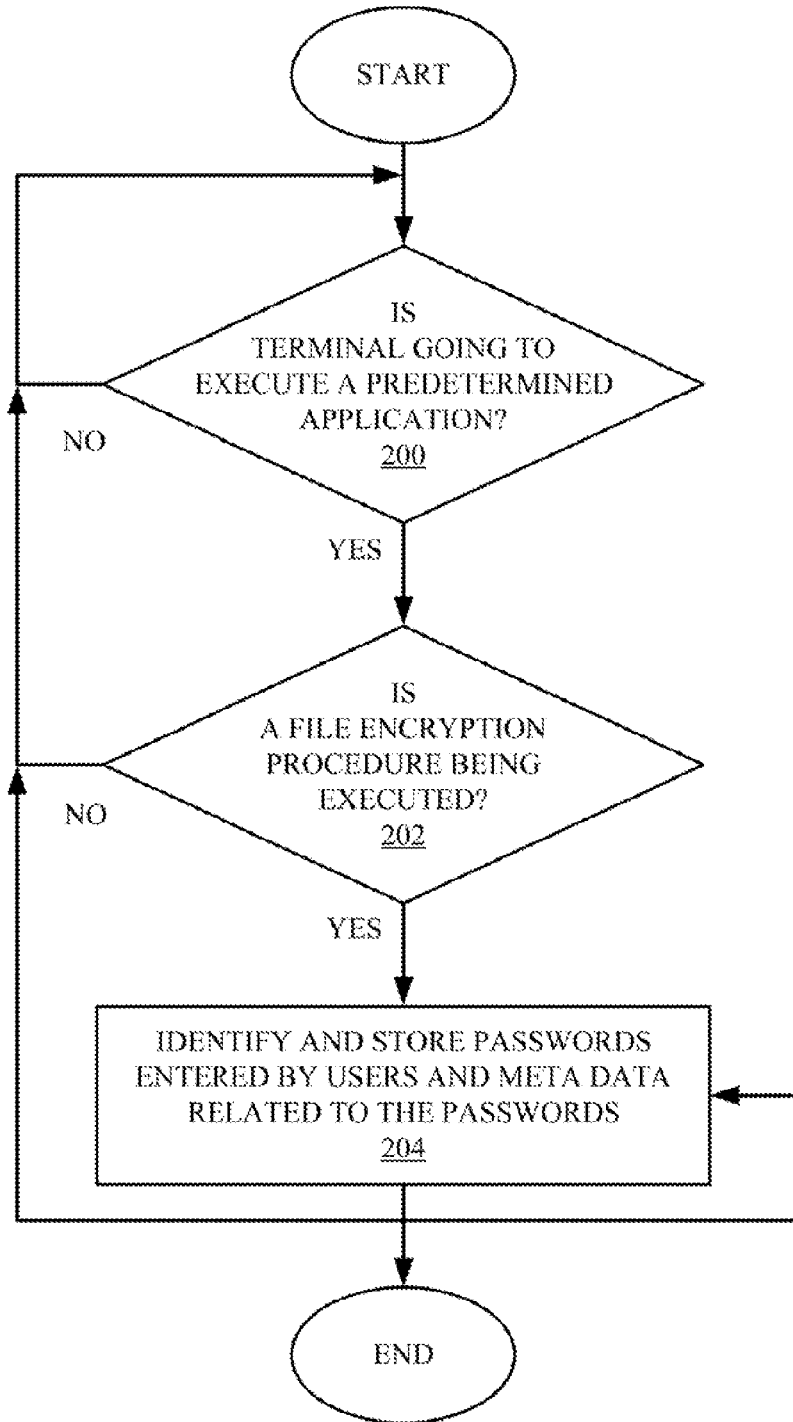 START
IS
TERMINAL GOING TO
EXECUTE A PREDETERMINED
APPLICATION?
200
NO
YES
IS
A FILE ENCRYPTION
PROCEDURE BEING
EXECUTED?
202
NO
YES
IDENTIFY AND STORE PASSWORDS
ENTERED BY USERS AND META DATA
RELATED TO THE PASSWORDS
204
END